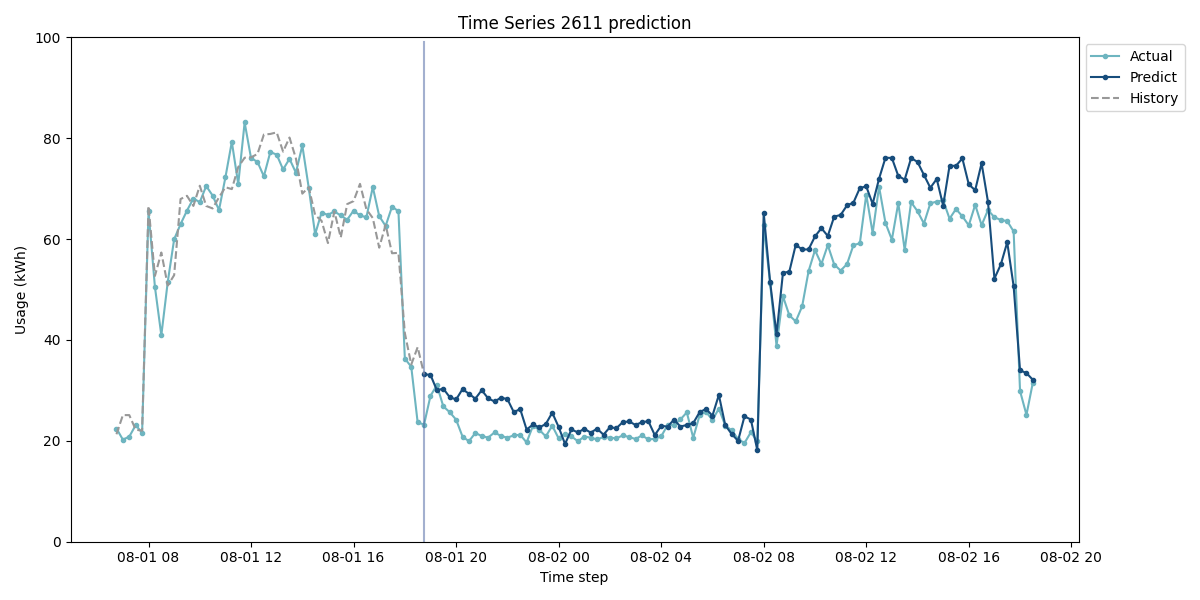 Time Series 2611 prediction
100
80
60
40
20
0
Usage (kWh)
08-01 08
08-01 12
08-01 16
08-01 20
08-02 00
08-02 04
08-02 08
08-02 12
08-02 16
08-02 20
Time step
Actual
Predict
History